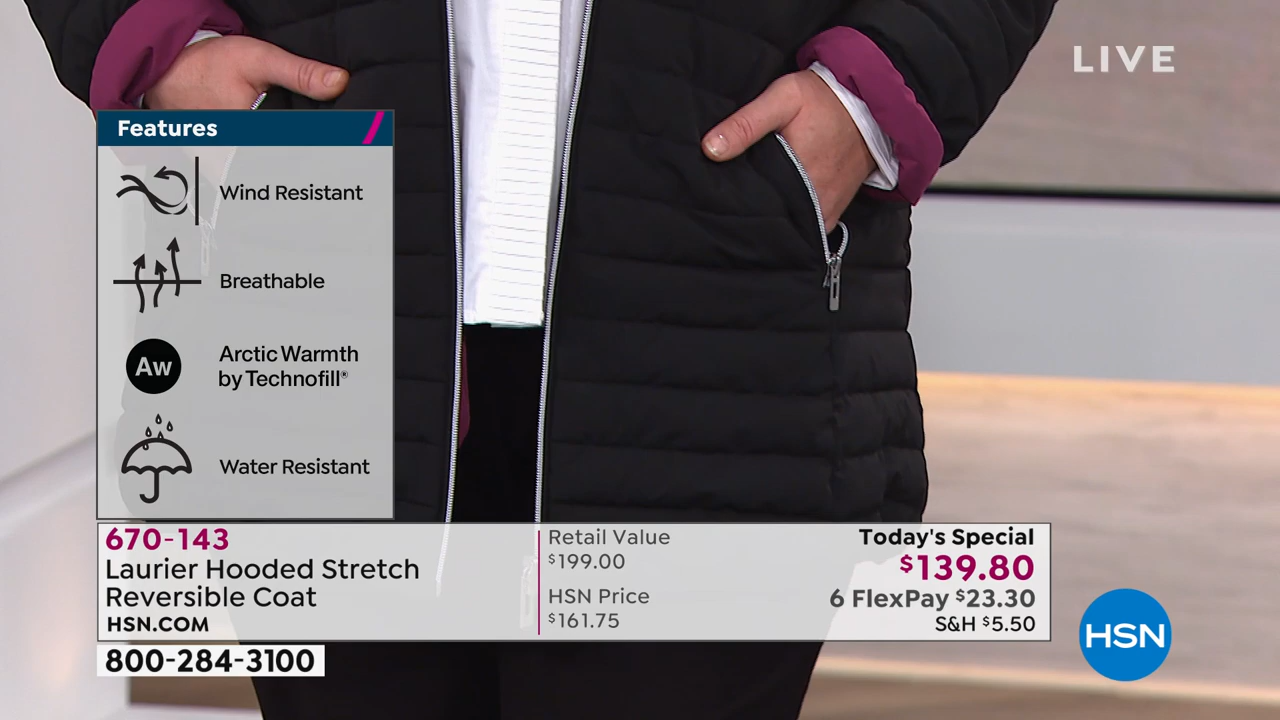 LIVE
Features
Wind Resistant
Breathable
Aw
Arctic Warmth
by Technofill®
Water Resistant
670-143
Laurier Hooded Stretch
Reversible Coat
HSN.COM
Retail Value
$199.00
HSN Price
$161.75
Today's Special
$139.80
6 FlexPay $23.30
S&H $5.50
800-284-3100
HSN